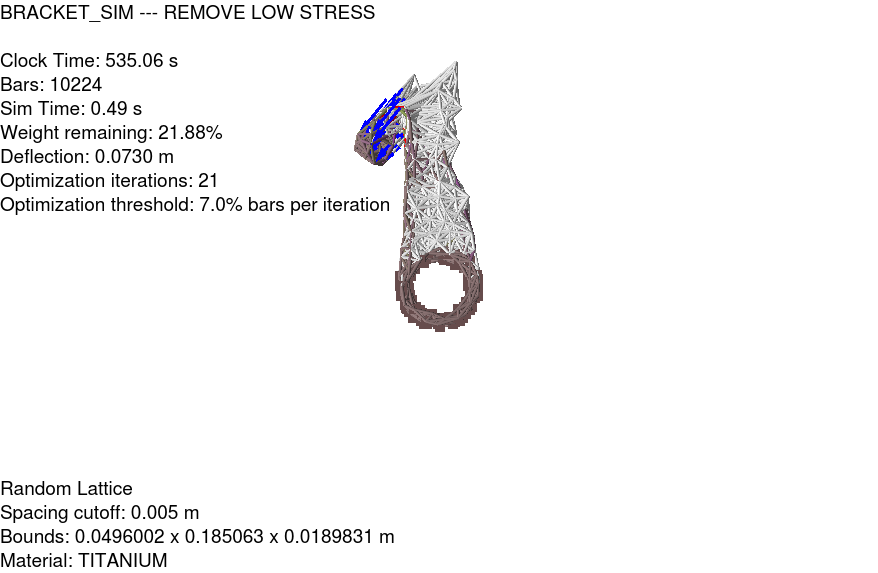 BRACKET_SIM --- REMOVE LOW STRESS
Clock Time: 535.06 s
Bars: 10224
Sim Time: 0.49 s
Weight remaining: 21.88%
Deflection: 0.0730 m
Optimization iterations: 21
Optimization threshold: 7.0% bars per iteration
Random Lattice
Spacing cutoff: 0.005 m
Bounds: 0.0496002 x 0.185063 x 0.0189831 m
Material: TITANIUM